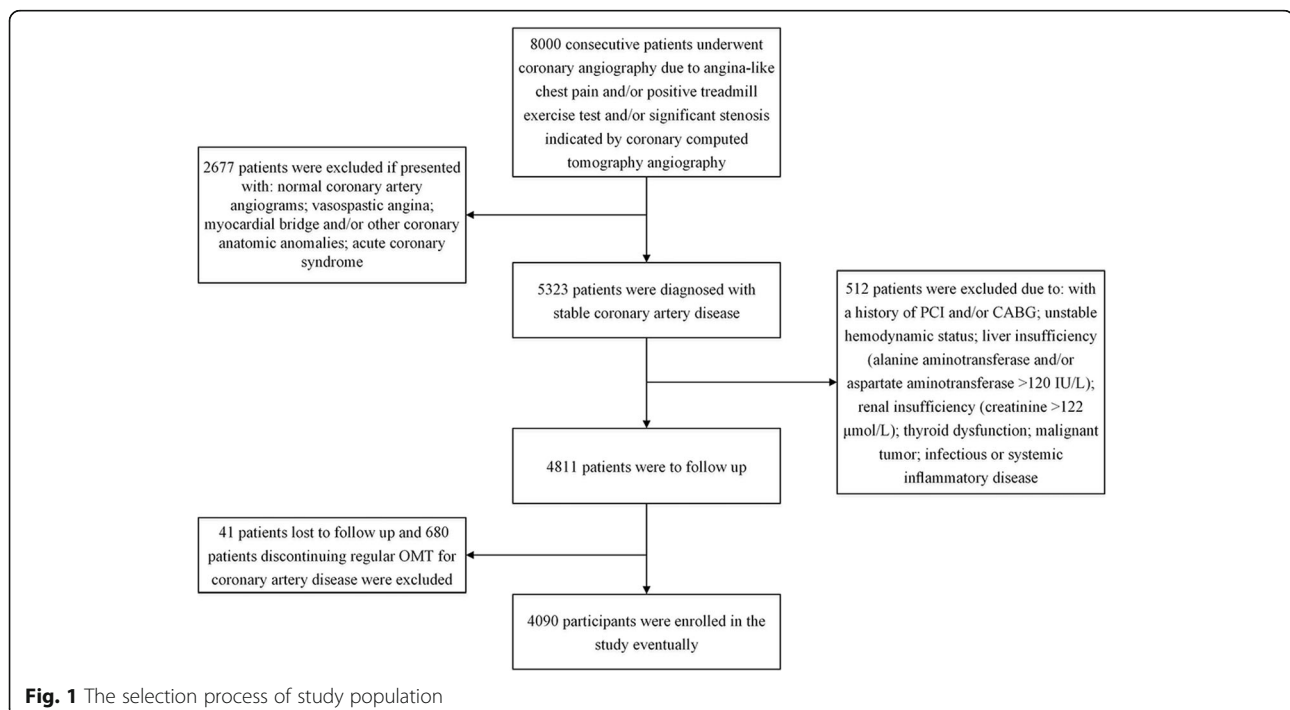 8000 consecutive patients underwent
coronary angiography due to angina-like
chest pain and/or positive treadmill
exercise test and/or significant stenosis
indicated by coronary computed
tomography angiography
2677 patients were excluded if presented
with: normal coronary artery
angiograms; vasospastic angina;
myocardial bridge and/or other coronary
anatomic anomalies; acute coronary
syndrome
5323 patients were diagnosed with
stable coronary artery disease
512 patients were excluded due to: with
a history of PCI and/or CABG; unstable
hemodynamic status; liver insufficiency
(alanine aminotransferase and/or
aspartate aminotransferase >120 IU/L);
renal insufficiency (creatinine >122
μmol/L); thyroid dysfunction; malignant
tumor; infectious or systemic
inflammatory disease
4811 patients were to follow up
41 patients lost to follow up and 680
patients discontinuing regular OMT for
coronary artery disease were excluded
4090 participants were enrolled in the
study eventually
Fig. 1 The selection process of study population